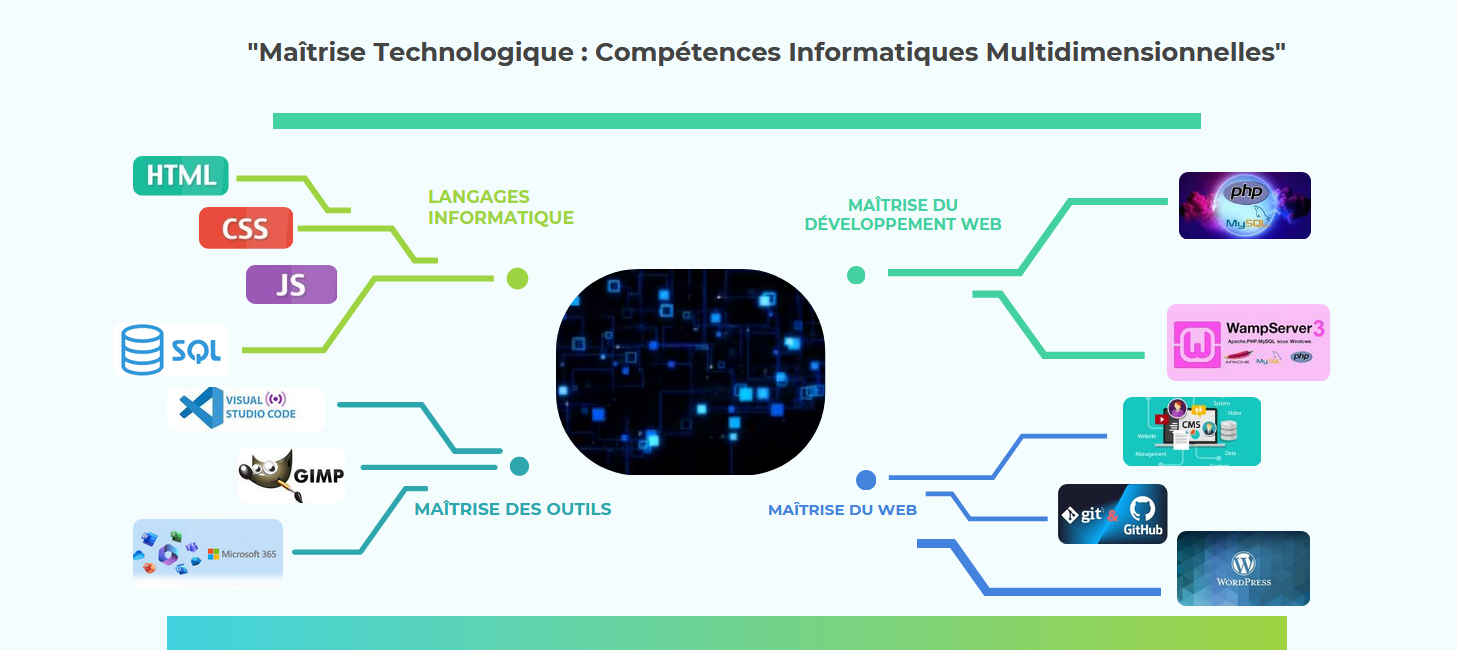 "Maîtrise Technologique : Compétences Informatiques Multidimensionnelles"
HTML
CSS
JS
SQL
LANGAGES
INFORMATIQUE
VISUAL
STUDIO CODE
GIMP
Microsoft 365
MAÎTRISE DES OUTILS
MAÎTRISE DU
DÉVELOPPEMENT WEB
php
MySQL
WampServer 3
Apache,PHP,MySQL sous Windows
APACHE MySQL php
MAÎTRISE DU WEB
System
Video
CMS
Website
Management
Data
git & GitHub
WORDPRESS